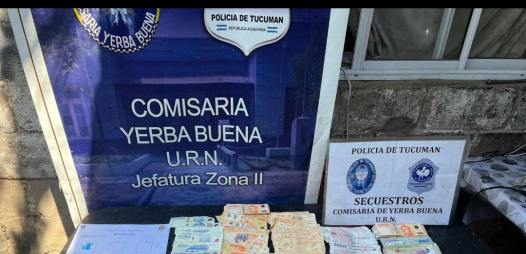 COMISARIA YERBA BUENA
POLICIA DE TUCUMAN
REPUBLICA ARGENTINA
COMISARIA
YERBA BUENA
U.R.N.
Jefatura Zona II
POLICIA DE TUCUMAN
SECUESTROS
COMISARIA DE YERBA BUENA
U.R.N.